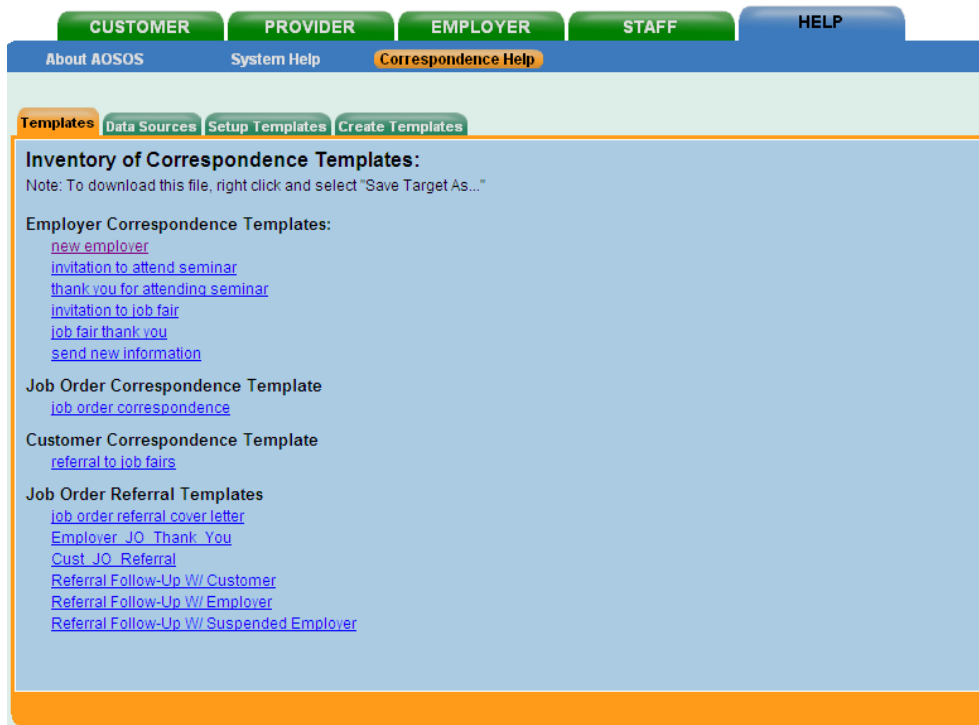 CUSTOMER PROVIDER EMPLOYER STAFF HELP
About AOSOS System Help Correspondence Help
Templates Data Sources Setup Templates Create Templates
Inventory of Correspondence Templates:
Note: To download this file, right click and select "Save Target As..."
Employer Correspondence Templates:
new employer
invitation to attend seminar
thank you for attending seminar
invitation to job fair
job fair thank you
send new information
Job Order Correspondence Template
job order correspondence
Customer Correspondence Template
referral to job fairs
Job Order Referral Templates
job order referral cover letter
Employer_JO_Thank_You
Cust_JO_Referral
Referral Follow-Up W/ Customer
Referral Follow-Up W/ Employer
Referral Follow-Up W/ Suspended Employer